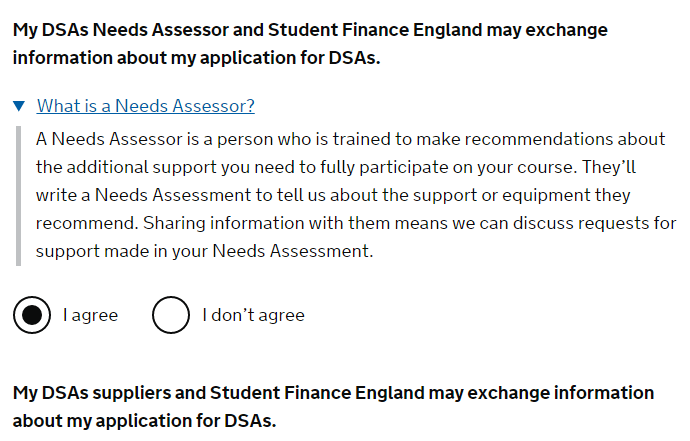 My DSAs Needs Assessor and Student Finance England may exchange
information about my application for DSAs.
What is a Needs Assessor?
A Needs Assessor is a person who is trained to make recommendations about
the additional support you need to fully participate on your course. They’ll
write a Needs Assessment to tell us about the support or equipment they
recommend. Sharing information with them means we can discuss requests for
support made in your Needs Assessment.
I agree
I don’t agree
My DSAs suppliers and Student Finance England may exchange information
about my application for DSAs.